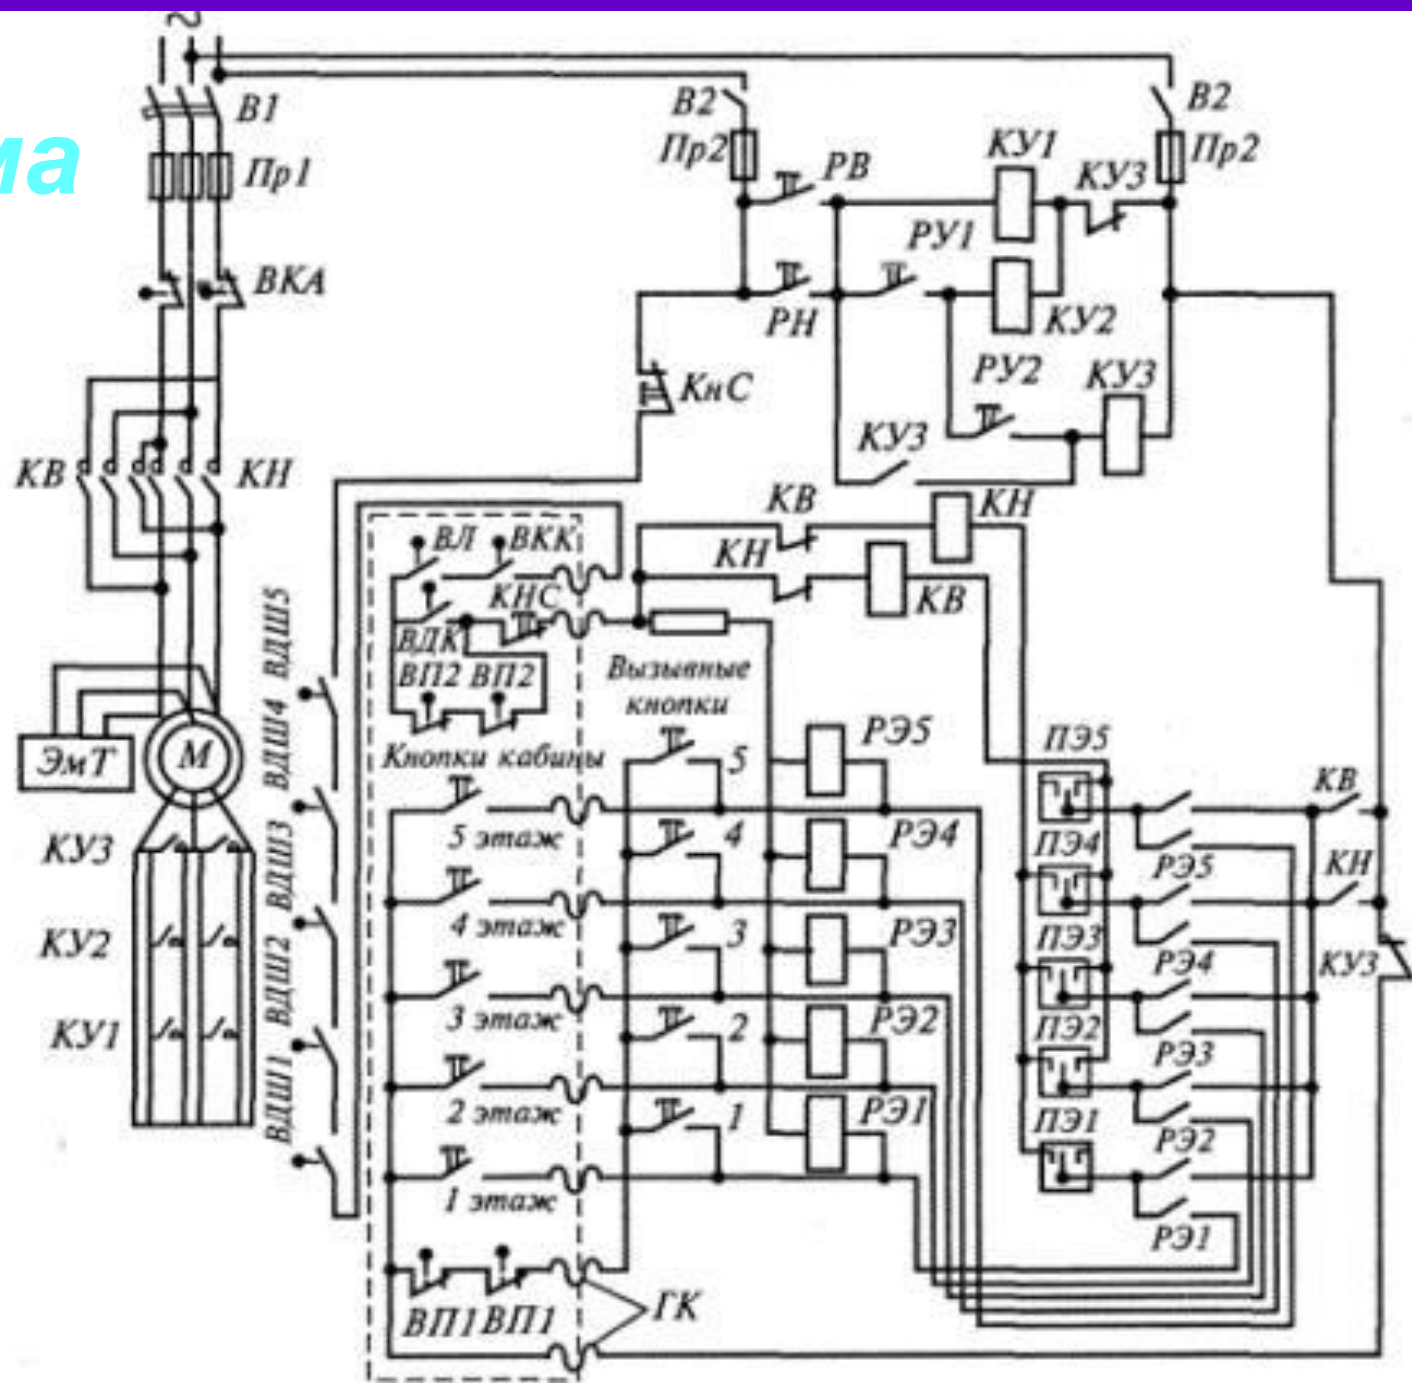 ма
В1
Пр1
ВКА
КВ
КН
ЭмТ
М
КУ3
КУ2
КУ1
ВДШ5
ВДШ4
ВДШ3
ВДШ2
ВДШ1
В2
Пр2
РВ
КУ1
КУ3
В2
Пр2
РУ1
РН
КУ2
КнС
РУ2
КУ3
КУ3
КВ
КН
КН
КВ
ВЛ
ВКК
КНС
ВДК
ВП2
ВП2
Вызывные
кнопки
Кнопки кабины
5 этаж
4 этаж
3 этаж
2 этаж
1 этаж
5
4
3
2
1
РЭ5
РЭ4
РЭ3
РЭ2
РЭ1
ПЭ5
ПЭ4
ПЭ3
ПЭ2
ПЭ1
РЭ5
РЭ4
РЭ3
РЭ2
РЭ1
КВ
КН
КУ3
ВП1
ВП1
ГК